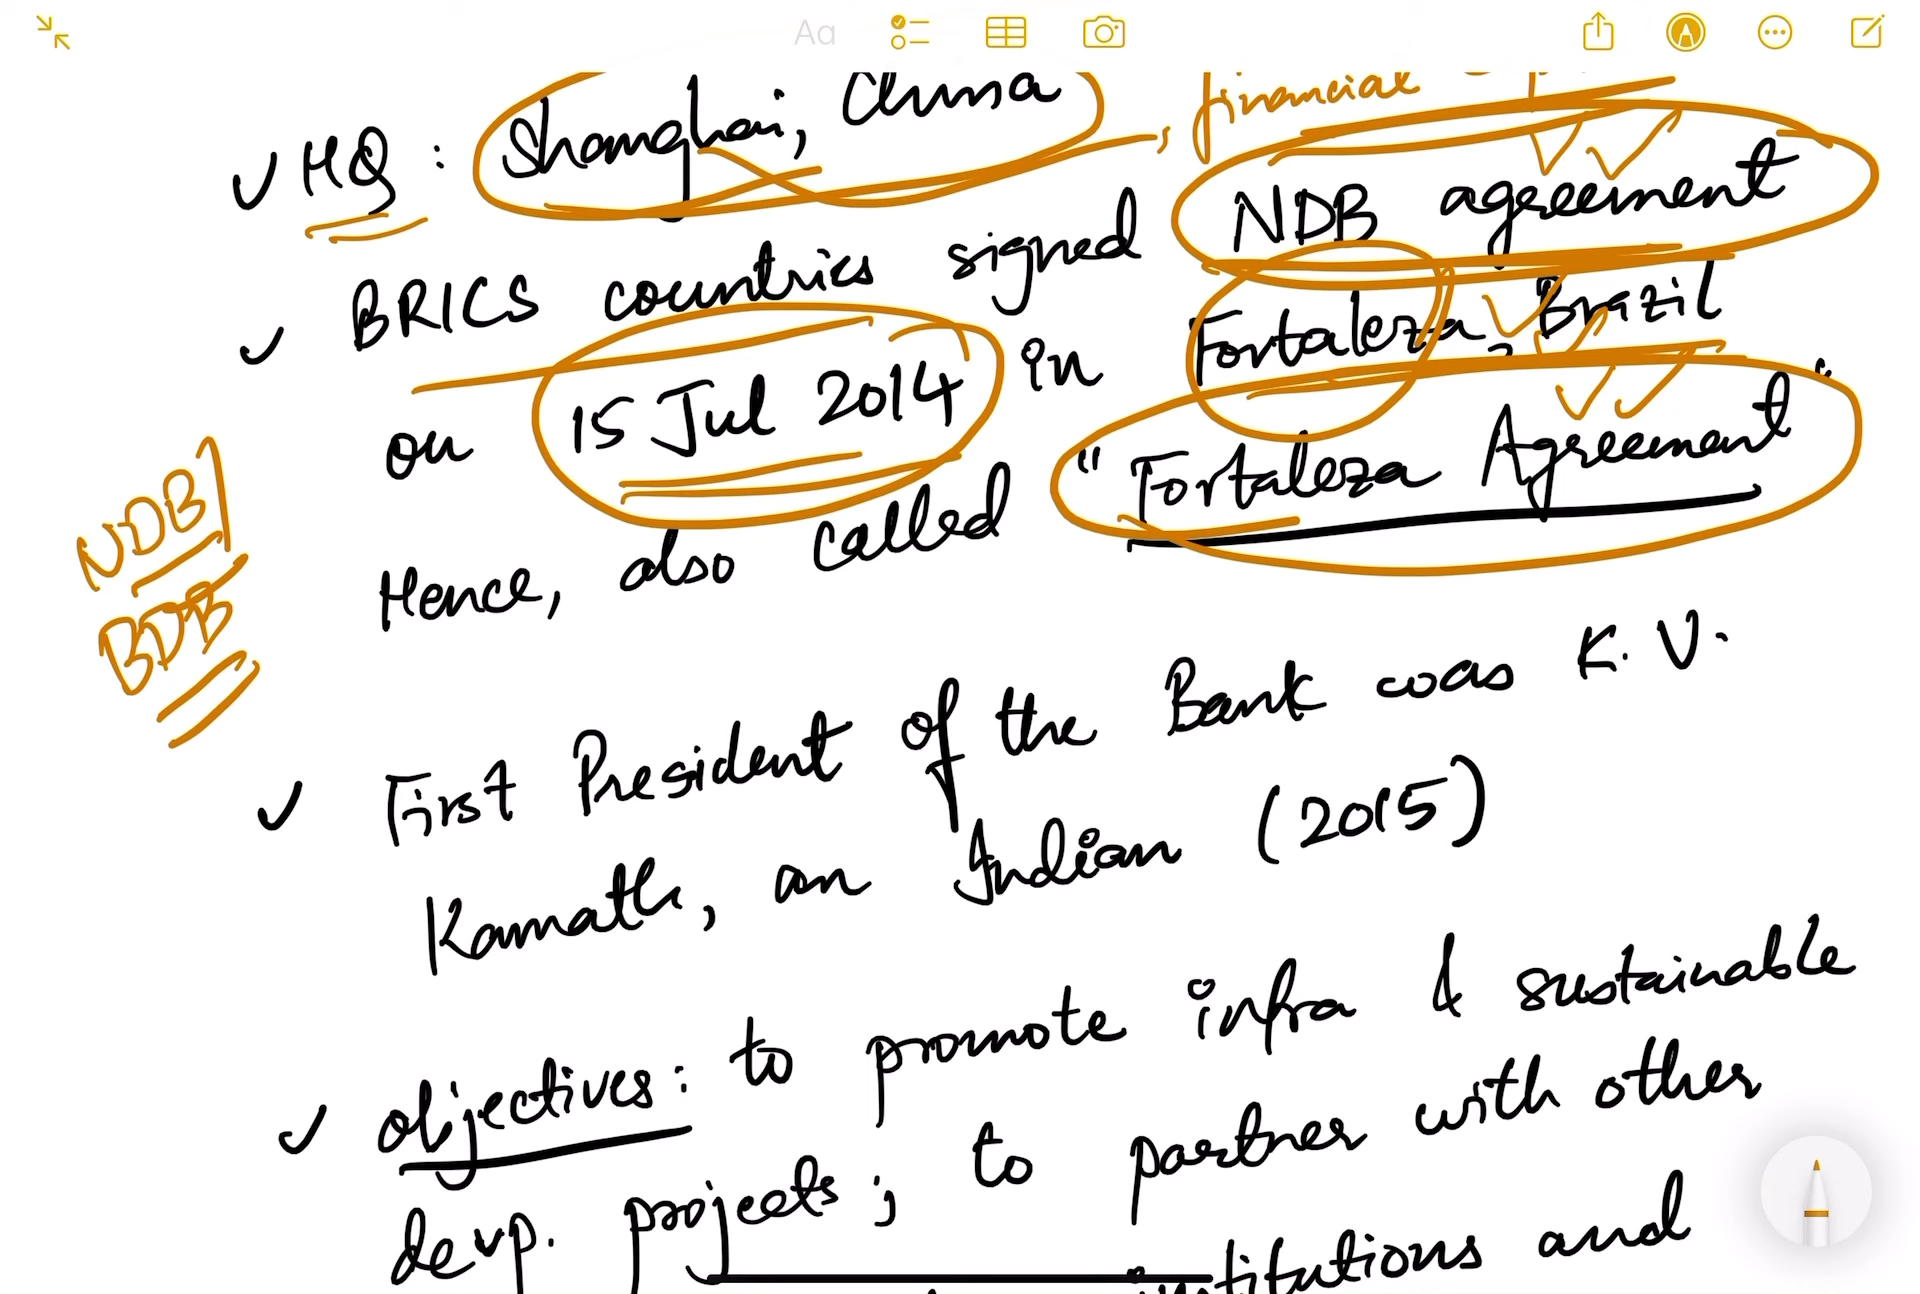 Aa
financial
✓ HQ : Shanghai, China
NDB agreement
✓ BRICS countries signed
Fortaleza, Brazil
on 15 Jul 2014 in
"Fortaleza Agreement"
Hence, also called
NDB
BDB
✓ First President of the Bank was K. V.
Kamath, an Indian (2015)
✓ objectives: to promote infra & sustainable
devp. projects; to partner with other
and